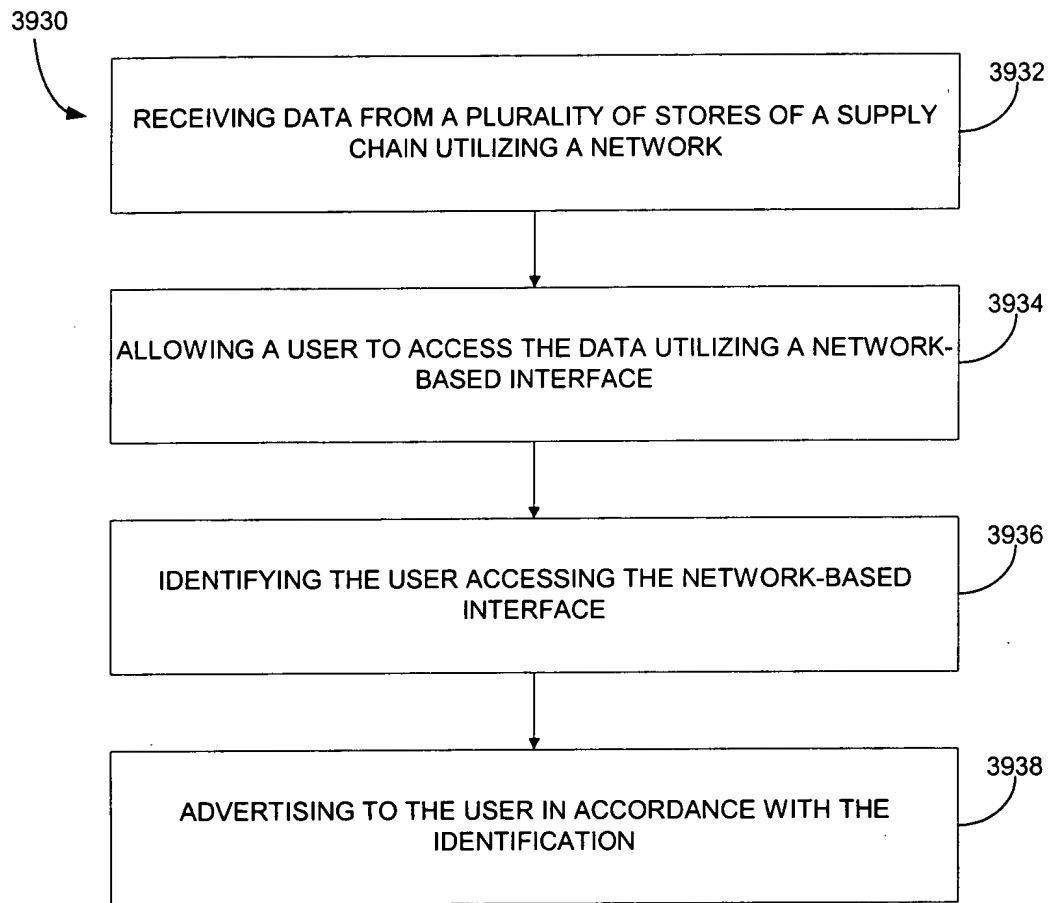 3930
3932
RECEIVING DATA FROM A PLURALITY OF STORES OF A SUPPLY
CHAIN UTILIZING A NETWORK
3934
ALLOWING A USER TO ACCESS THE DATA UTILIZING A NETWORK-
BASED INTERFACE
3936
IDENTIFYING THE USER ACCESSING THE NETWORK-BASED
INTERFACE
3938
ADVERTISING TO THE USER IN ACCORDANCE WITH THE
IDENTIFICATION